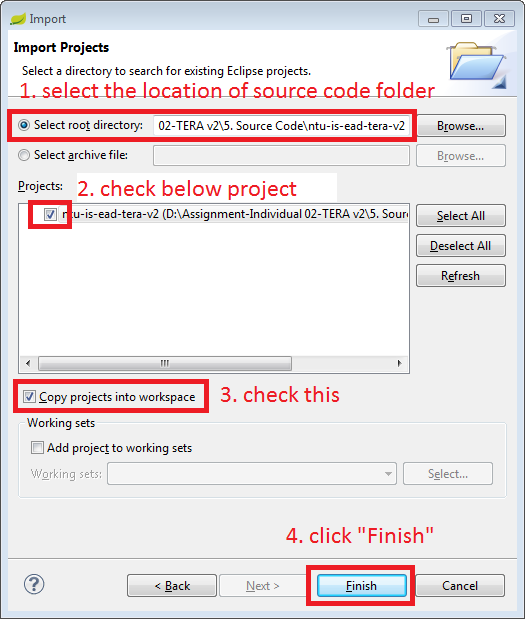 Import
Import Projects
Select a directory to search for existing Eclipse projects.
1. select the location of source code folder
Select root directory: 02-TERA v2\5. Source Code\ntu-is-ead-tera-v2 Browse...
Select archive file: Browse...
Projects: 2. check below project
ntu-is-ead-tera-v2 (D:\Assignment-Individual 02-TERA v2\5. Sour
Select All
Deselect All
Refresh
Copy projects into workspace 3. check this
Working sets
Add project to working sets
Working sets: Select...
4. click "Finish"
? < Back Next > Finish Cancel